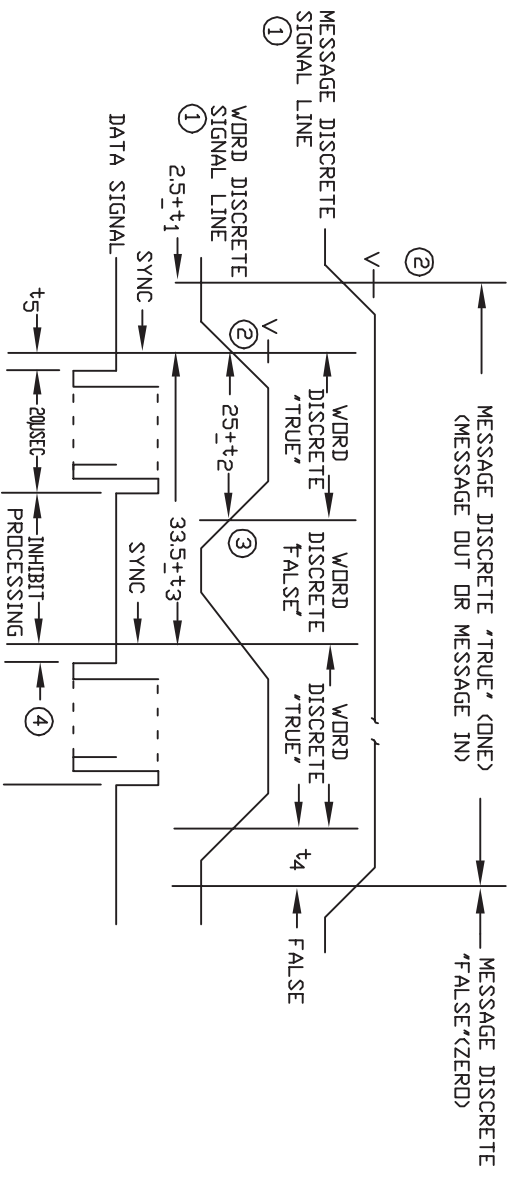 MESSAGE DISCRETE "TRUE" (ONE)
(MESSAGE OUT OR MESSAGE IN)
MESSAGE DISCRETE
"FALSE"(ZERO)
②
V
MESSAGE DISCRETE
SIGNAL LINE
①
WORD
DISCRETE
"TRUE"
WORD
DISCRETE
FALSE"
WORD
DISCRETE
"TRUE"
t4
FALSE
V
②
③
WORD DISCRETE
SIGNAL LINE
①
25±t2
2.5±t1
33.5±t3
SYNC
SYNC
DATA SIGNAL
t5
20µSEC
INHIBIT
PROCESSING
④